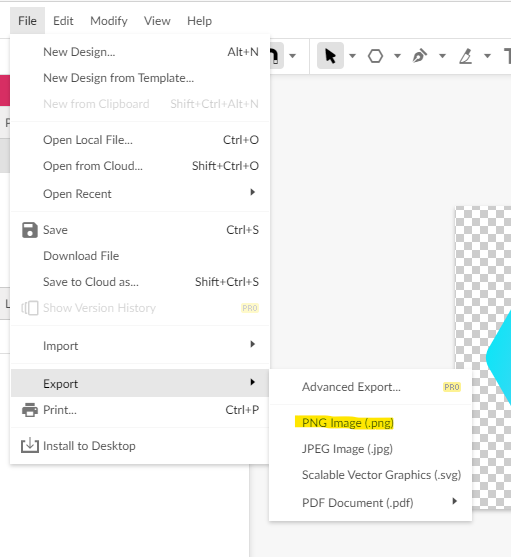 File Edit Modify View Help
New Design... Alt+N
New Design from Template...
New from Clipboard Shift+Ctrl+Alt+N
Open Local File... Ctrl+O
Open from Cloud... Shift+Ctrl+O
Open Recent
Save Ctrl+S
Download File
Save to Cloud as... Shift+Ctrl+S
Show Version History PRO
Import
Export
Print... Ctrl+P
Install to Desktop
Advanced Export... PRO
PNG Image (.png)
JPEG Image (.jpg)
Scalable Vector Graphics (.svg)
PDF Document (.pdf)